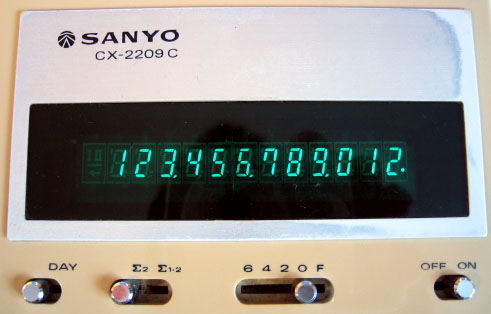 SANYO
CX-2209C
123.456.789.012.
DAY Σ2 Σ1-2 6 4 2 0 F OFF ON